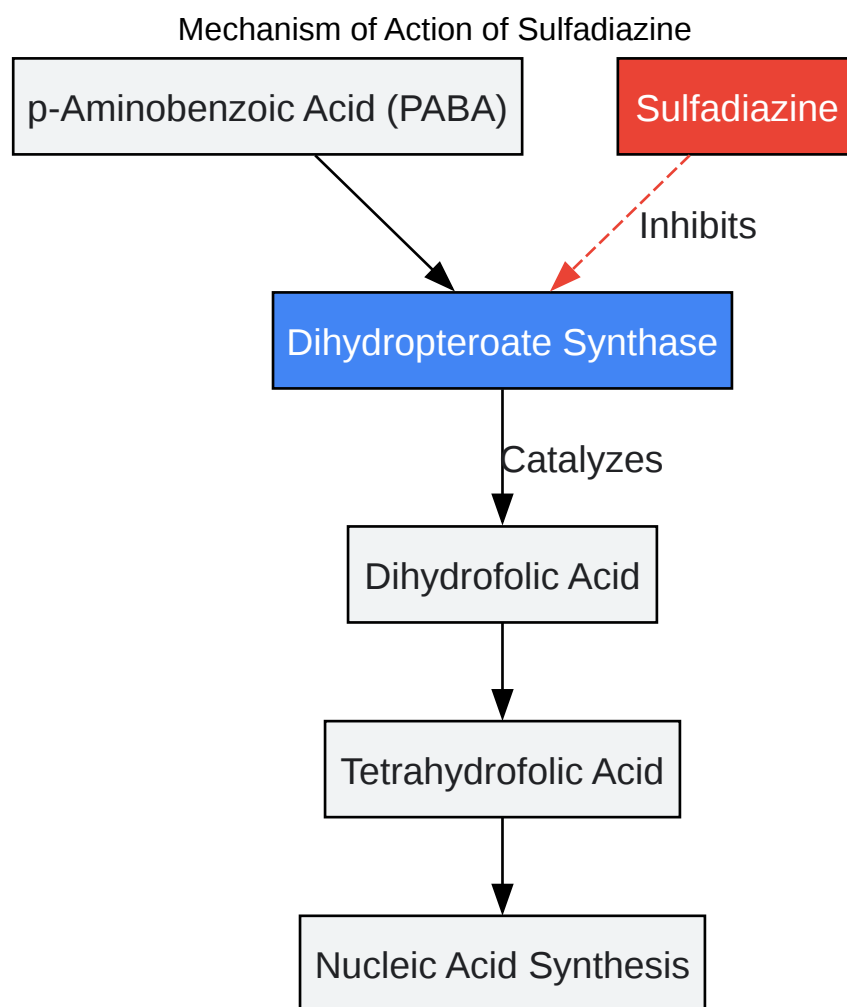 Mechanism of Action of Sulfadiazine
p-Aminobenzoic Acid (PABA)
Sulfadiazine
Inhibits
Dihydropteroate Synthase
Catalyzes
Dihydrofolic Acid
Tetrahydrofolic Acid
Nucleic Acid Synthesis